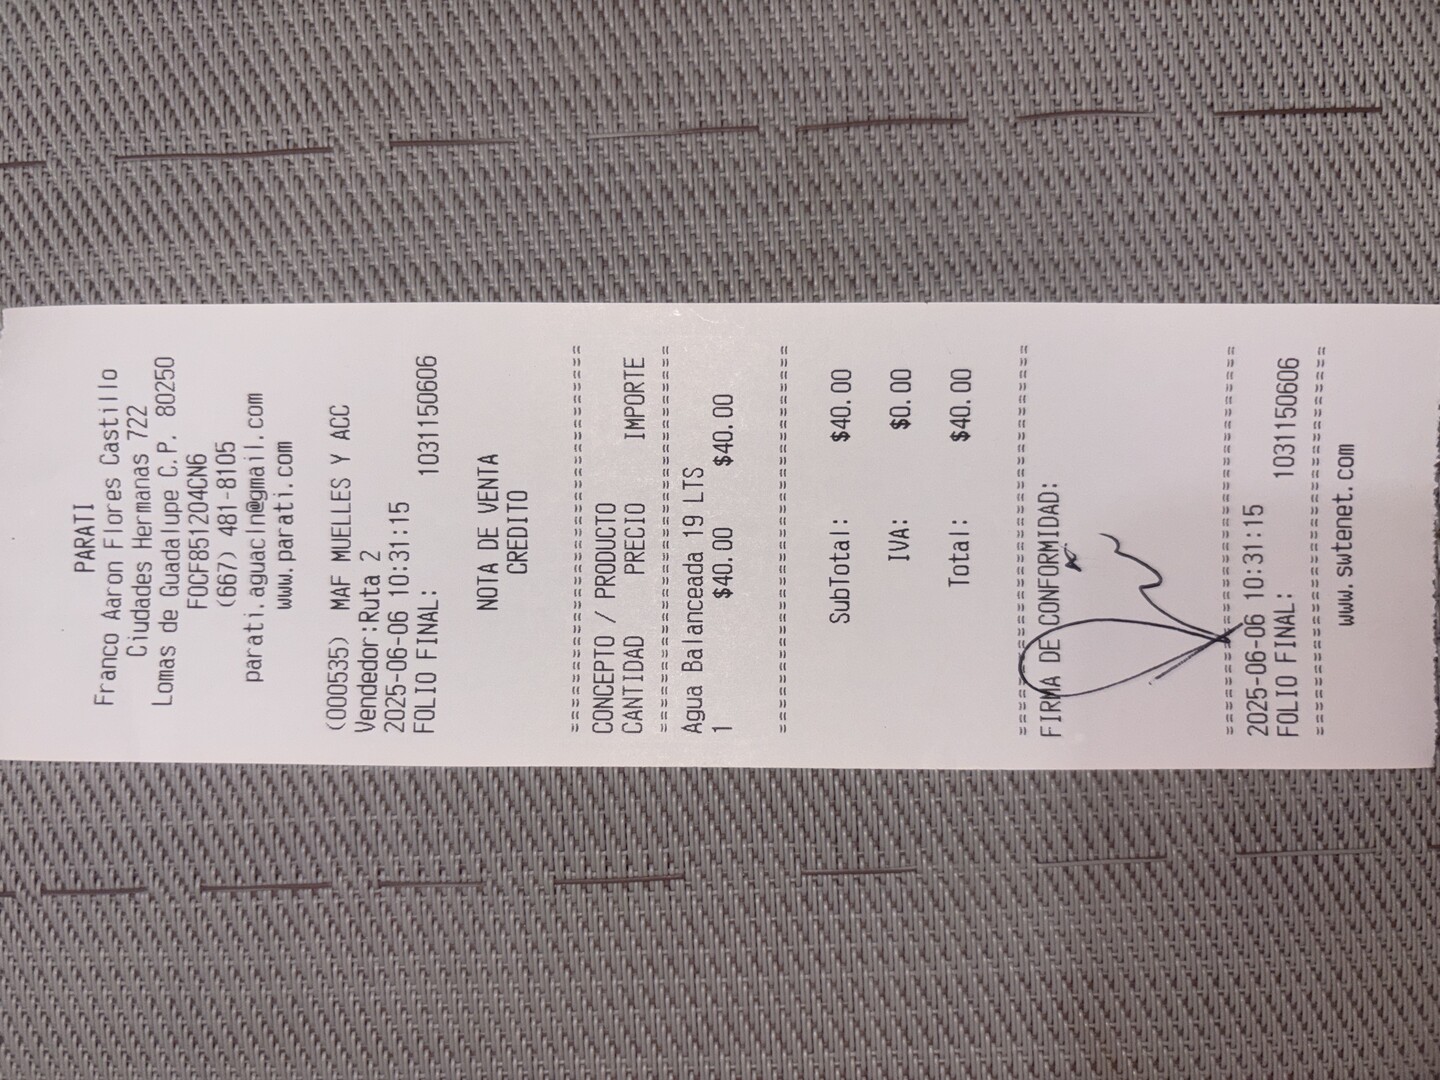 PARATI
Franco Aaron Flores Castillo
Ciudades Hermanas 722
Lomas de Guadalupe C.P. 80250
FOCF851204CN6
(667) 481-8105
parati.aguacln@gmail.com
www.parati.com
(000535) MAF MUELLES Y ACC
Vendedor:Ruta 2
2025-06-06 10:31:15
FOLIO FINAL: 1031150606
NOTA DE VENTA
CREDITO
================================
CONCEPTO / PRODUCTO
CANTIDAD PRECIO IMPORTE
================================
Agua Balanceada 19 LTS
1 $40.00 $40.00
================================
SubTotal: $40.00
IVA: $0.00
Total: $40.00
================================
FIRMA DE CONFORMIDAD:
================================
2025-06-06 10:31:15
FOLIO FINAL: 1031150606
================================
www.swtenet.com